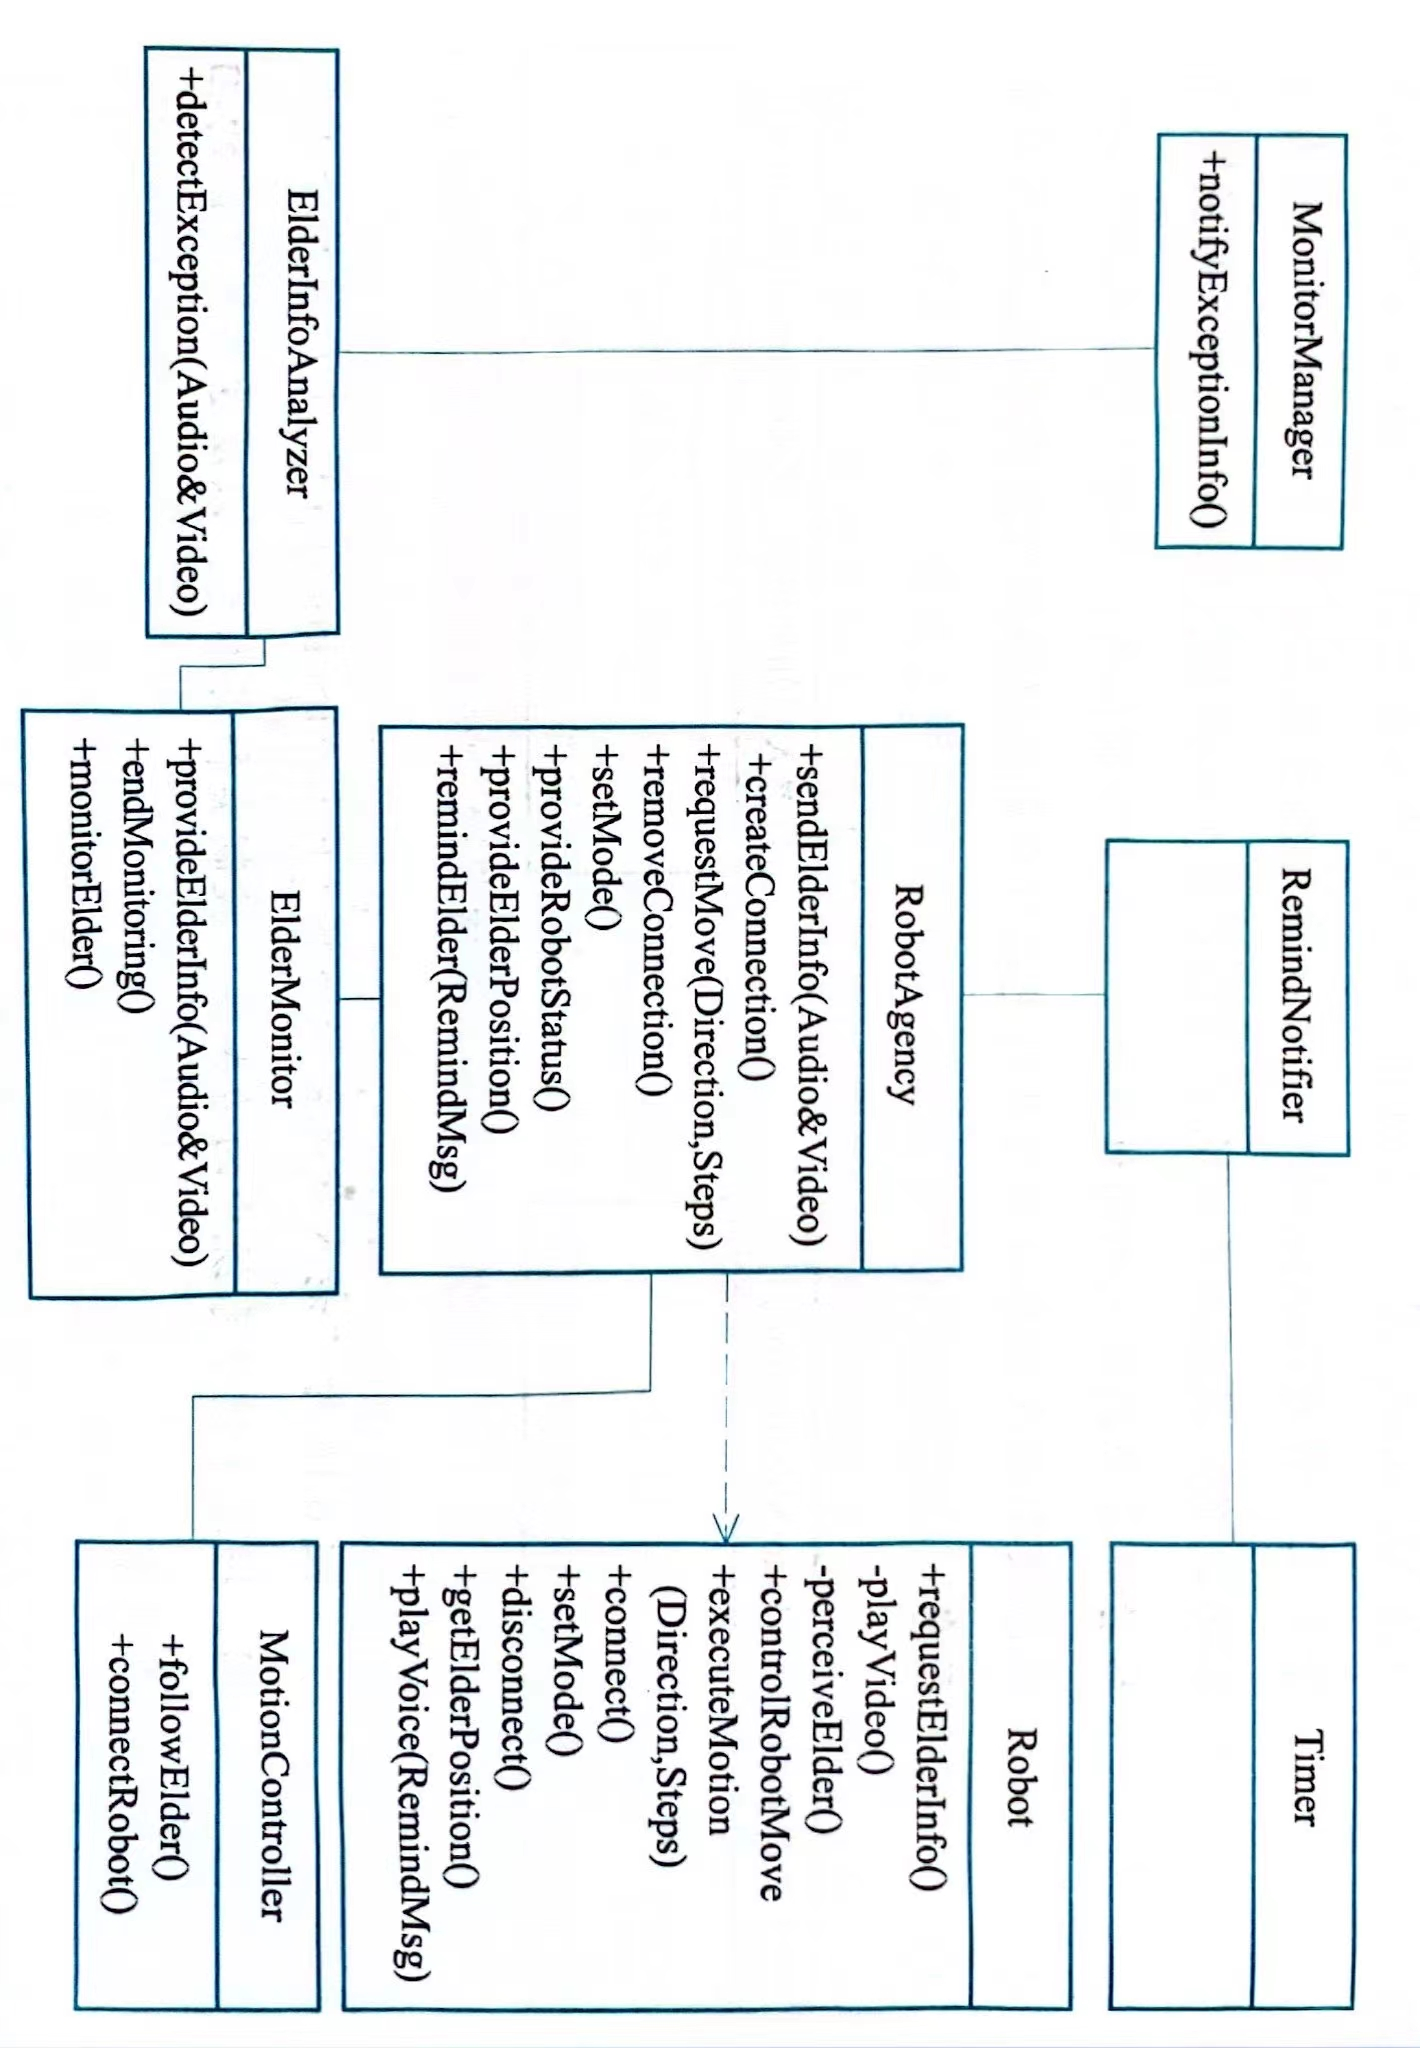 MonitorManager
+notifyExceptionInfo()
RemindNotifier
Timer
RobotAgency
+sendElderInfo(Audio&Video)
+createConnection()
+requestMove(Direction,Steps)
+removeConnection()
+setMode()
+provideRobotStatus()
+provideElderPosition()
+remindElder(RemindMsg)
Robot
+requestElderInfo()
-playVideo()
-perceiveElder()
+controlRobotMove
+executeMotion
(Direction,Steps)
+connect()
+setMode()
+disconnect()
+getElderPosition()
+playVoice(RemindMsg)
ElderInfoAnalyzer
+detectException(Audio&Video)
ElderMonitor
+provideElderInfo(Audio&Video)
+endMonitoring()
+monitorElder()
MotionController
+followElder()
+connectRobot()